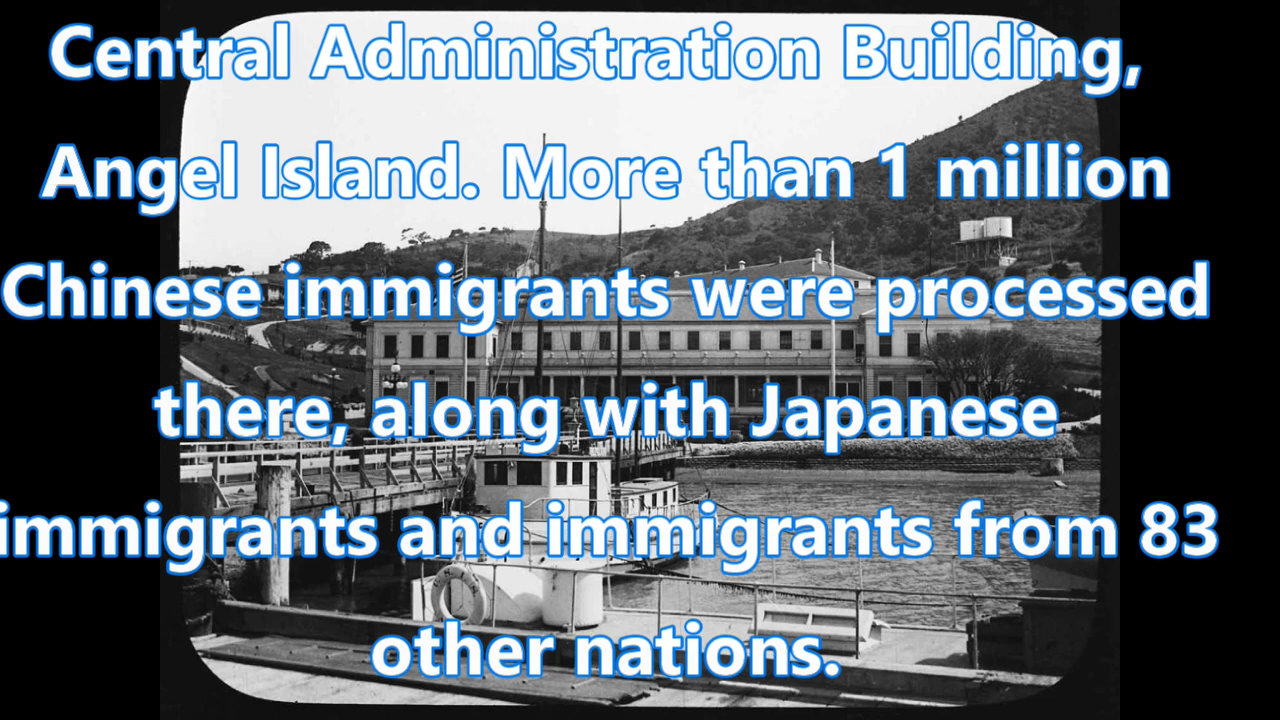 Central Administration Building,
Angel Island. More than 1 million
Chinese immigrants were processed
there, along with Japanese
immigrants and immigrants from 83
other nations.